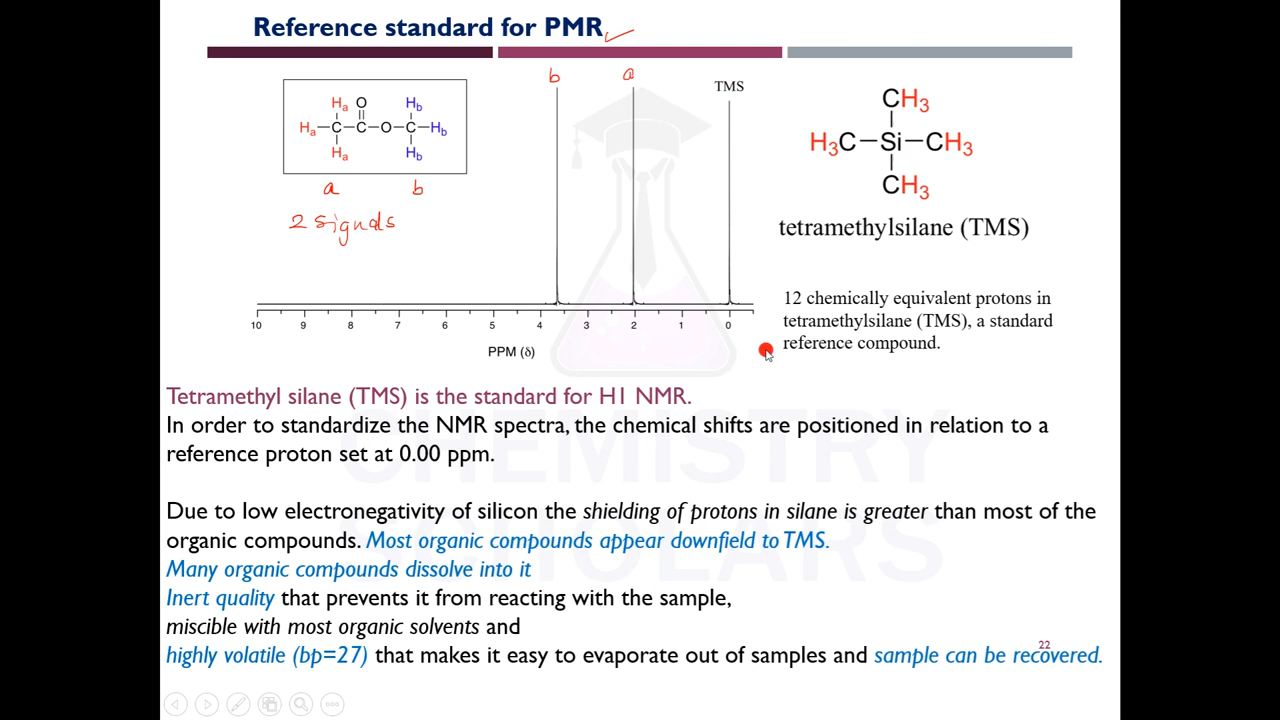 Reference standard for PMR
b
a
TMS
Ha O Hb
Ha–C–C–O–C–Hb
Ha Hb
a b
2 signals
10 9 8 7 6 5 4 3 2 1 0
PPM (δ)
CH3
H3C–Si–CH3
CH3
tetramethylsilane (TMS)
12 chemically equivalent protons in
tetramethylsilane (TMS), a standard
reference compound.
CHEMISTRY
SCHOLARS
Tetramethyl silane (TMS) is the standard for H1 NMR.
In order to standardize the NMR spectra, the chemical shifts are positioned in relation to a
reference proton set at 0.00 ppm.
Due to low electronegativity of silicon the shielding of protons in silane is greater than most of the
organic compounds. Most organic compounds appear downfield to TMS.
Many organic compounds dissolve into it
Inert quality that prevents it from reacting with the sample,
miscible with most organic solvents and
highly volatile (bp=27) that makes it easy to evaporate out of samples and sample can be recovered.
22